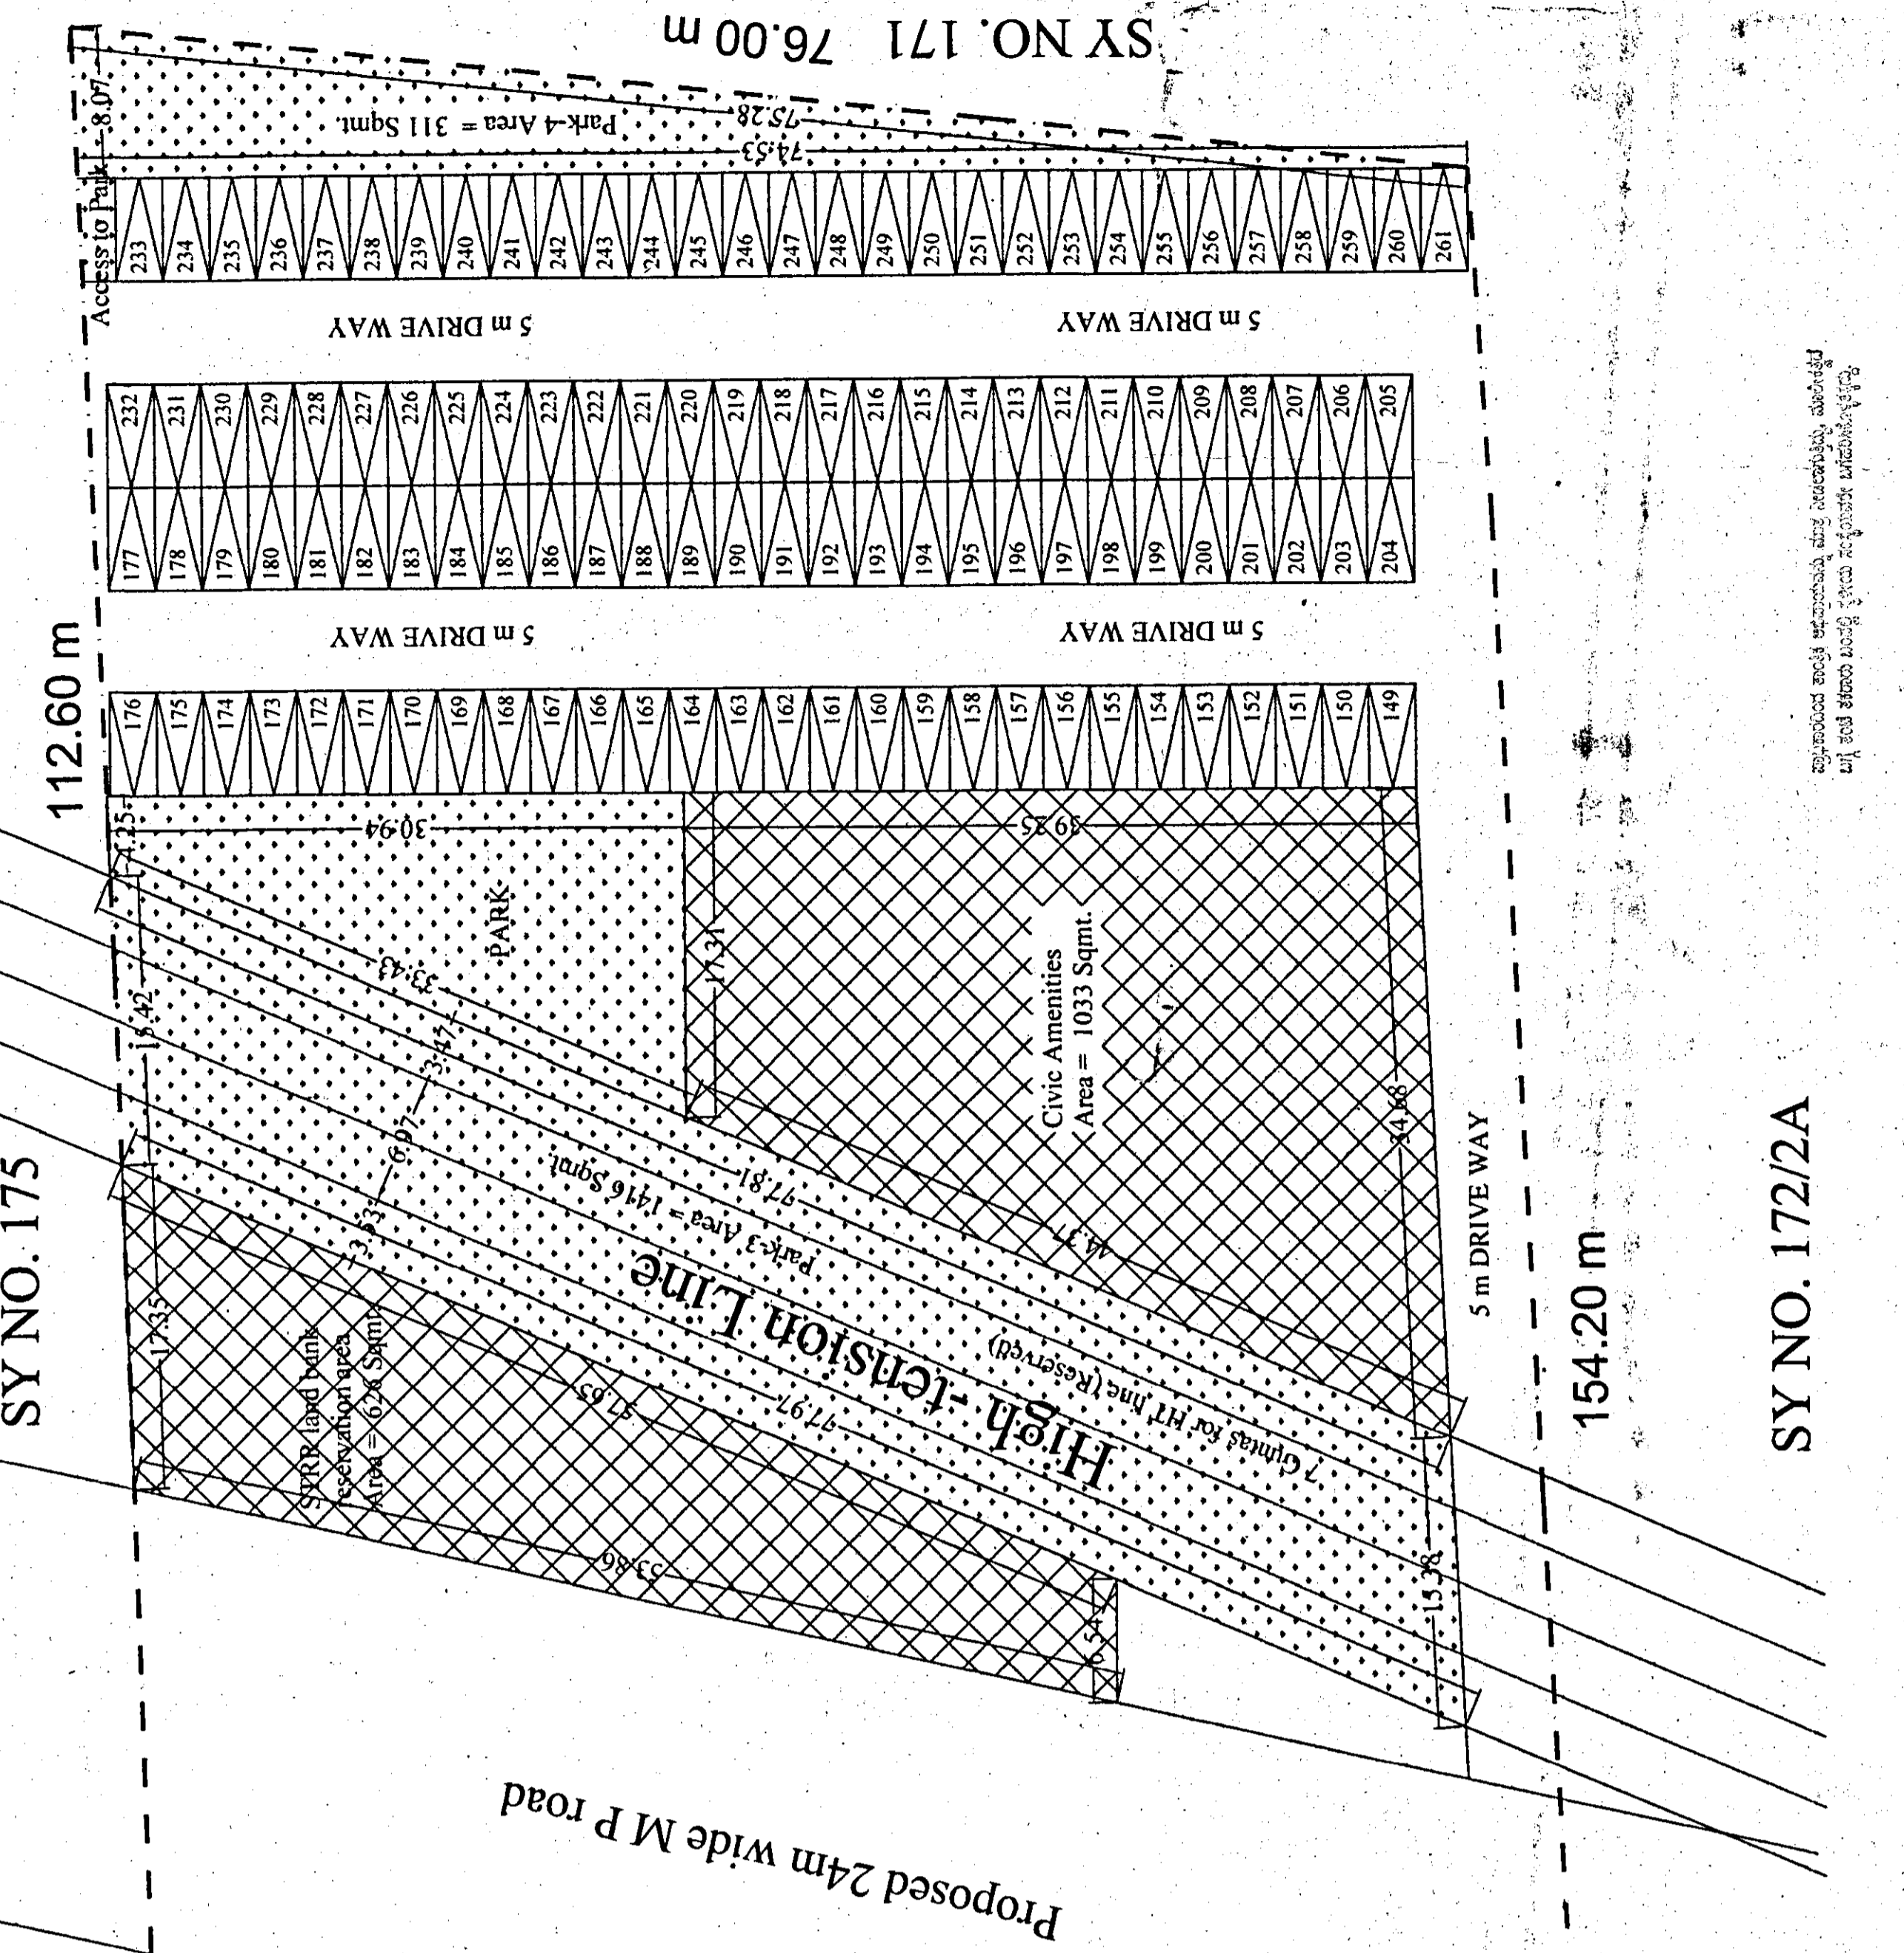 SY NO. 171 76.00 m
8.07
Access to Park
75.28
Park-4 Area = 311 Sqmt.
74.53
233 234 235 236 237 238 239 240 241 242 243 244 245 246 247 248 249 250 251 252 253 254 255 256 257 258 259 260 261
5 m DRIVE WAY
5 m DRIVE WAY
232 231 230 229 228 227 226 225 224 223 222 221 220 219 218 217 216 215 214 213 212 211 210 209 208 207 206 205
177 178 179 180 181 182 183 184 185 186 187 188 189 190 191 192 193 194 195 196 197 198 199 200 201 202 203 204
5 m DRIVE WAY
5 m DRIVE WAY
112.60 m
176 175 174 173 172 171 170 169 168 167 166 165 164 163 162 161 160 159 158 157 156 155 154 153 152 151 150 149
4.25
30.94
39.25
PARK
17.31
33.43
3.47
6.97
3.53
Civic Amenities
Area = 1033 Sqmt.
34.68
44.37
77.81
Park-3 Area = 1416 Sqmt.
7 Guntas for HT line (Reserved)
High -tension Line
77.97
15.38
SY NO. 175
17.35
STRR land bank
reservation area
Area = 626 Sqmt
57.65
53.86
6.54
5 m DRIVE WAY
154.20 m
SY NO. 172/2A
Proposed 24m wide M P road